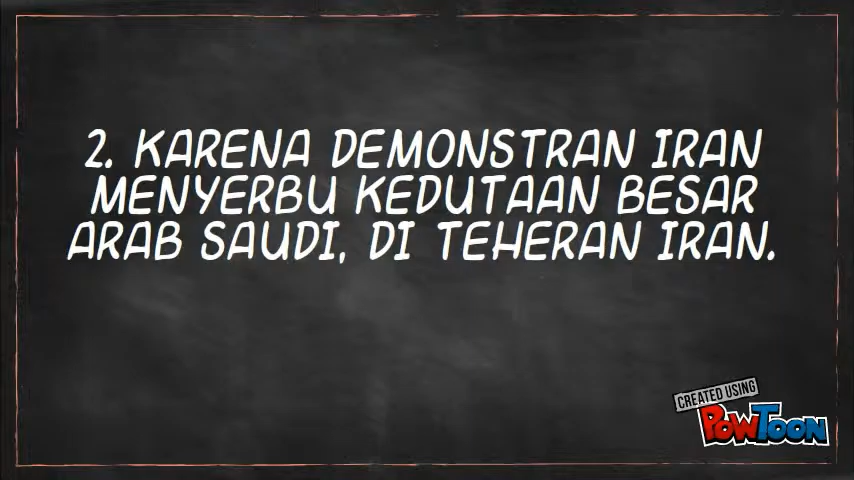 2. KARENA DEMONSTRAN IRAN
MENYERBU KEDUTAAN BESAR
ARAB SAUDI, DI TEHERAN IRAN.
CREATED USING
POWTOON